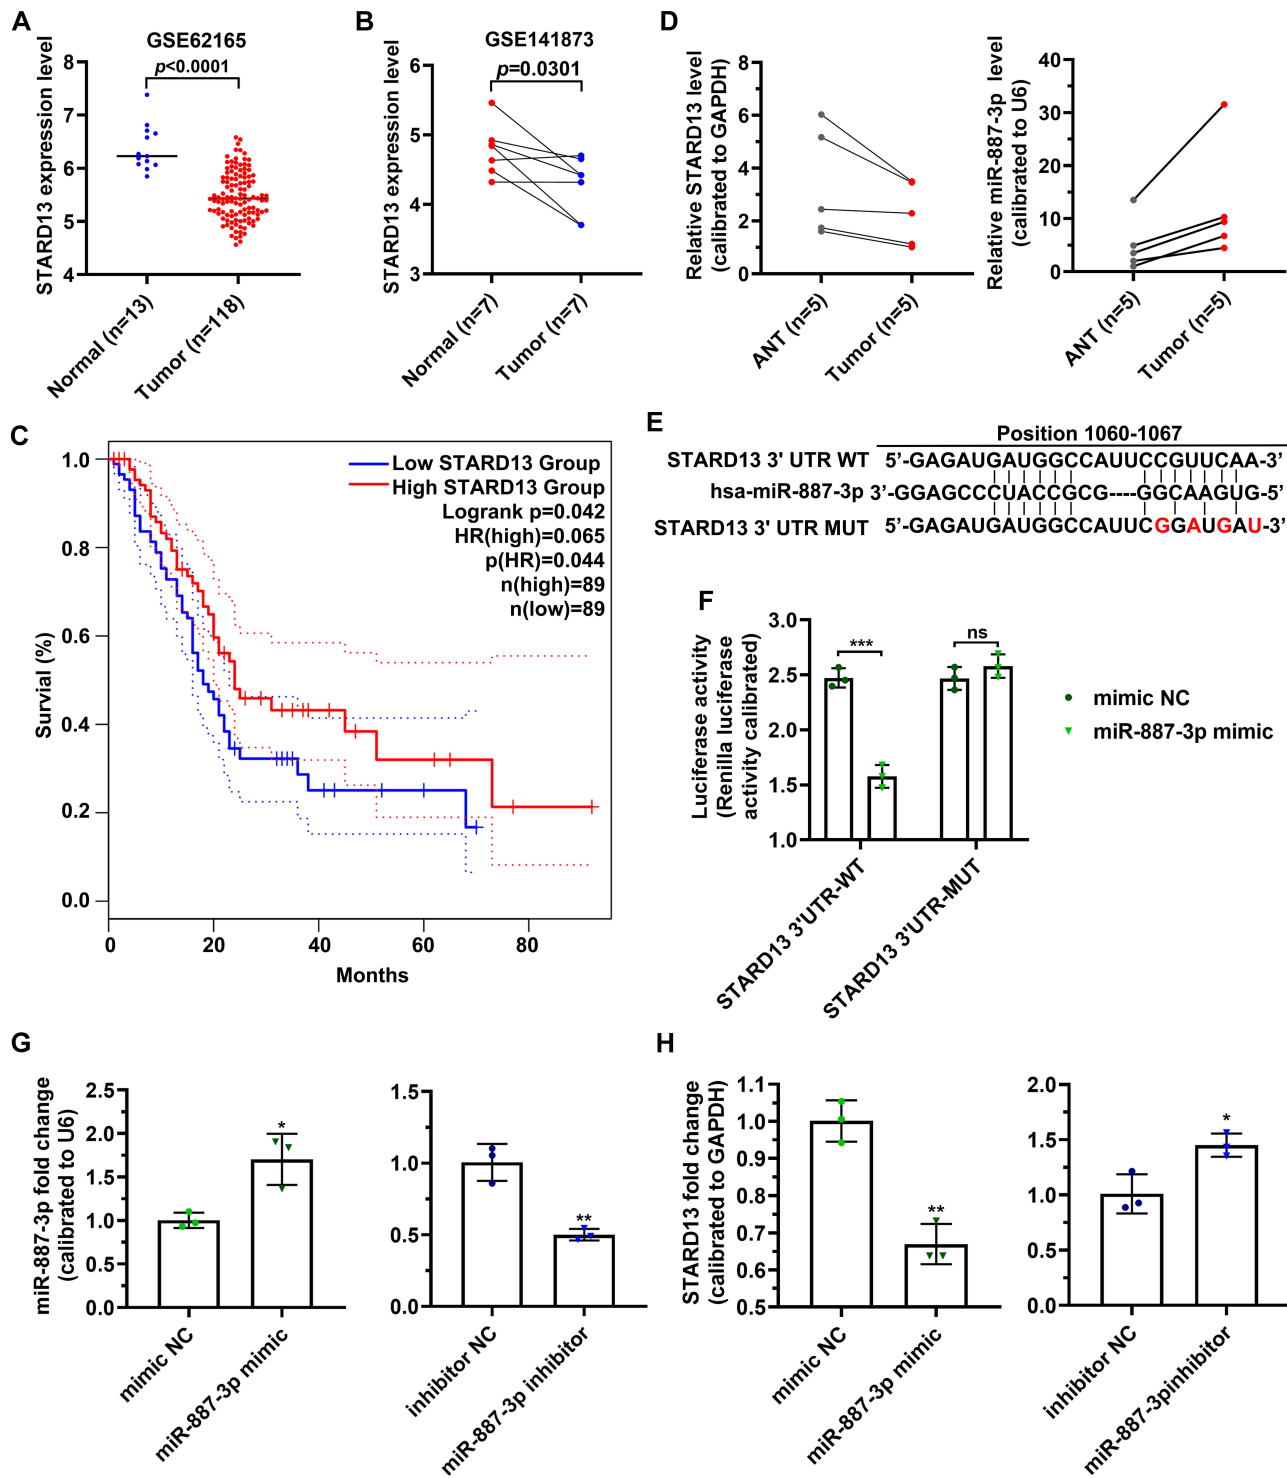 A
GSE62165
p<0.0001
STARD13 expression level
8
7
6
5
4
Normal (n=13)
Tumor (n=118)
B
GSE141873
p=0.0301
STARD13 expression level
6
5
4
3
Normal (n=7)
Tumor (n=7)
D
Relative STARD13 level
(calibrated to GAPDH)
8
6
4
2
0
ANT (n=5)
Tumor (n=5)
Relative miR-887-3p level
(calibrated to U6)
40
30
20
10
0
ANT (n=5)
Tumor (n=5)
C
Survival (%)
1.0
0.8
0.6
0.4
0.2
0.0
Low STARD13 Group
High STARD13 Group
Logrank p=0.042
HR(high)=0.065
p(HR)=0.044
n(high)=89
n(low)=89
0 20 40 60 80
Months
E
Position 1060-1067
STARD13 3' UTR WT 5'-GAGAUGAUGGCCAUUCCGUUCAA-3'
hsa-miR-887-3p 3'-GGAGCCCUACCGCG----GGCAAGUG-5'
STARD13 3' UTR MUT 5'-GAGAUGAUGGCCAUUCGGAUGAU-3'
F
Luciferase activity
(Renilla luciferase
activity calibrated)
3.0
2.5
2.0
1.5
1.0
***
ns
STARD13 3'UTR-WT
STARD13 3'UTR-MUT
mimic NC
miR-887-3p mimic
G
miR-887-3p fold change
(calibrated to U6)
2.5
2.0
1.5
1.0
0.5
0.0
*
mimic NC
miR-887-3p mimic
1.5
1.0
0.5
0.0
**
inhibitor NC
miR-887-3p inhibitor
H
STARD13 fold change
(calibrated to GAPDH)
1.1
1.0
0.9
0.8
0.7
0.6
0.5
**
mimic NC
miR-887-3p mimic
2.0
1.5
1.0
0.5
0.0
*
inhibitor NC
miR-887-3pinhibitor